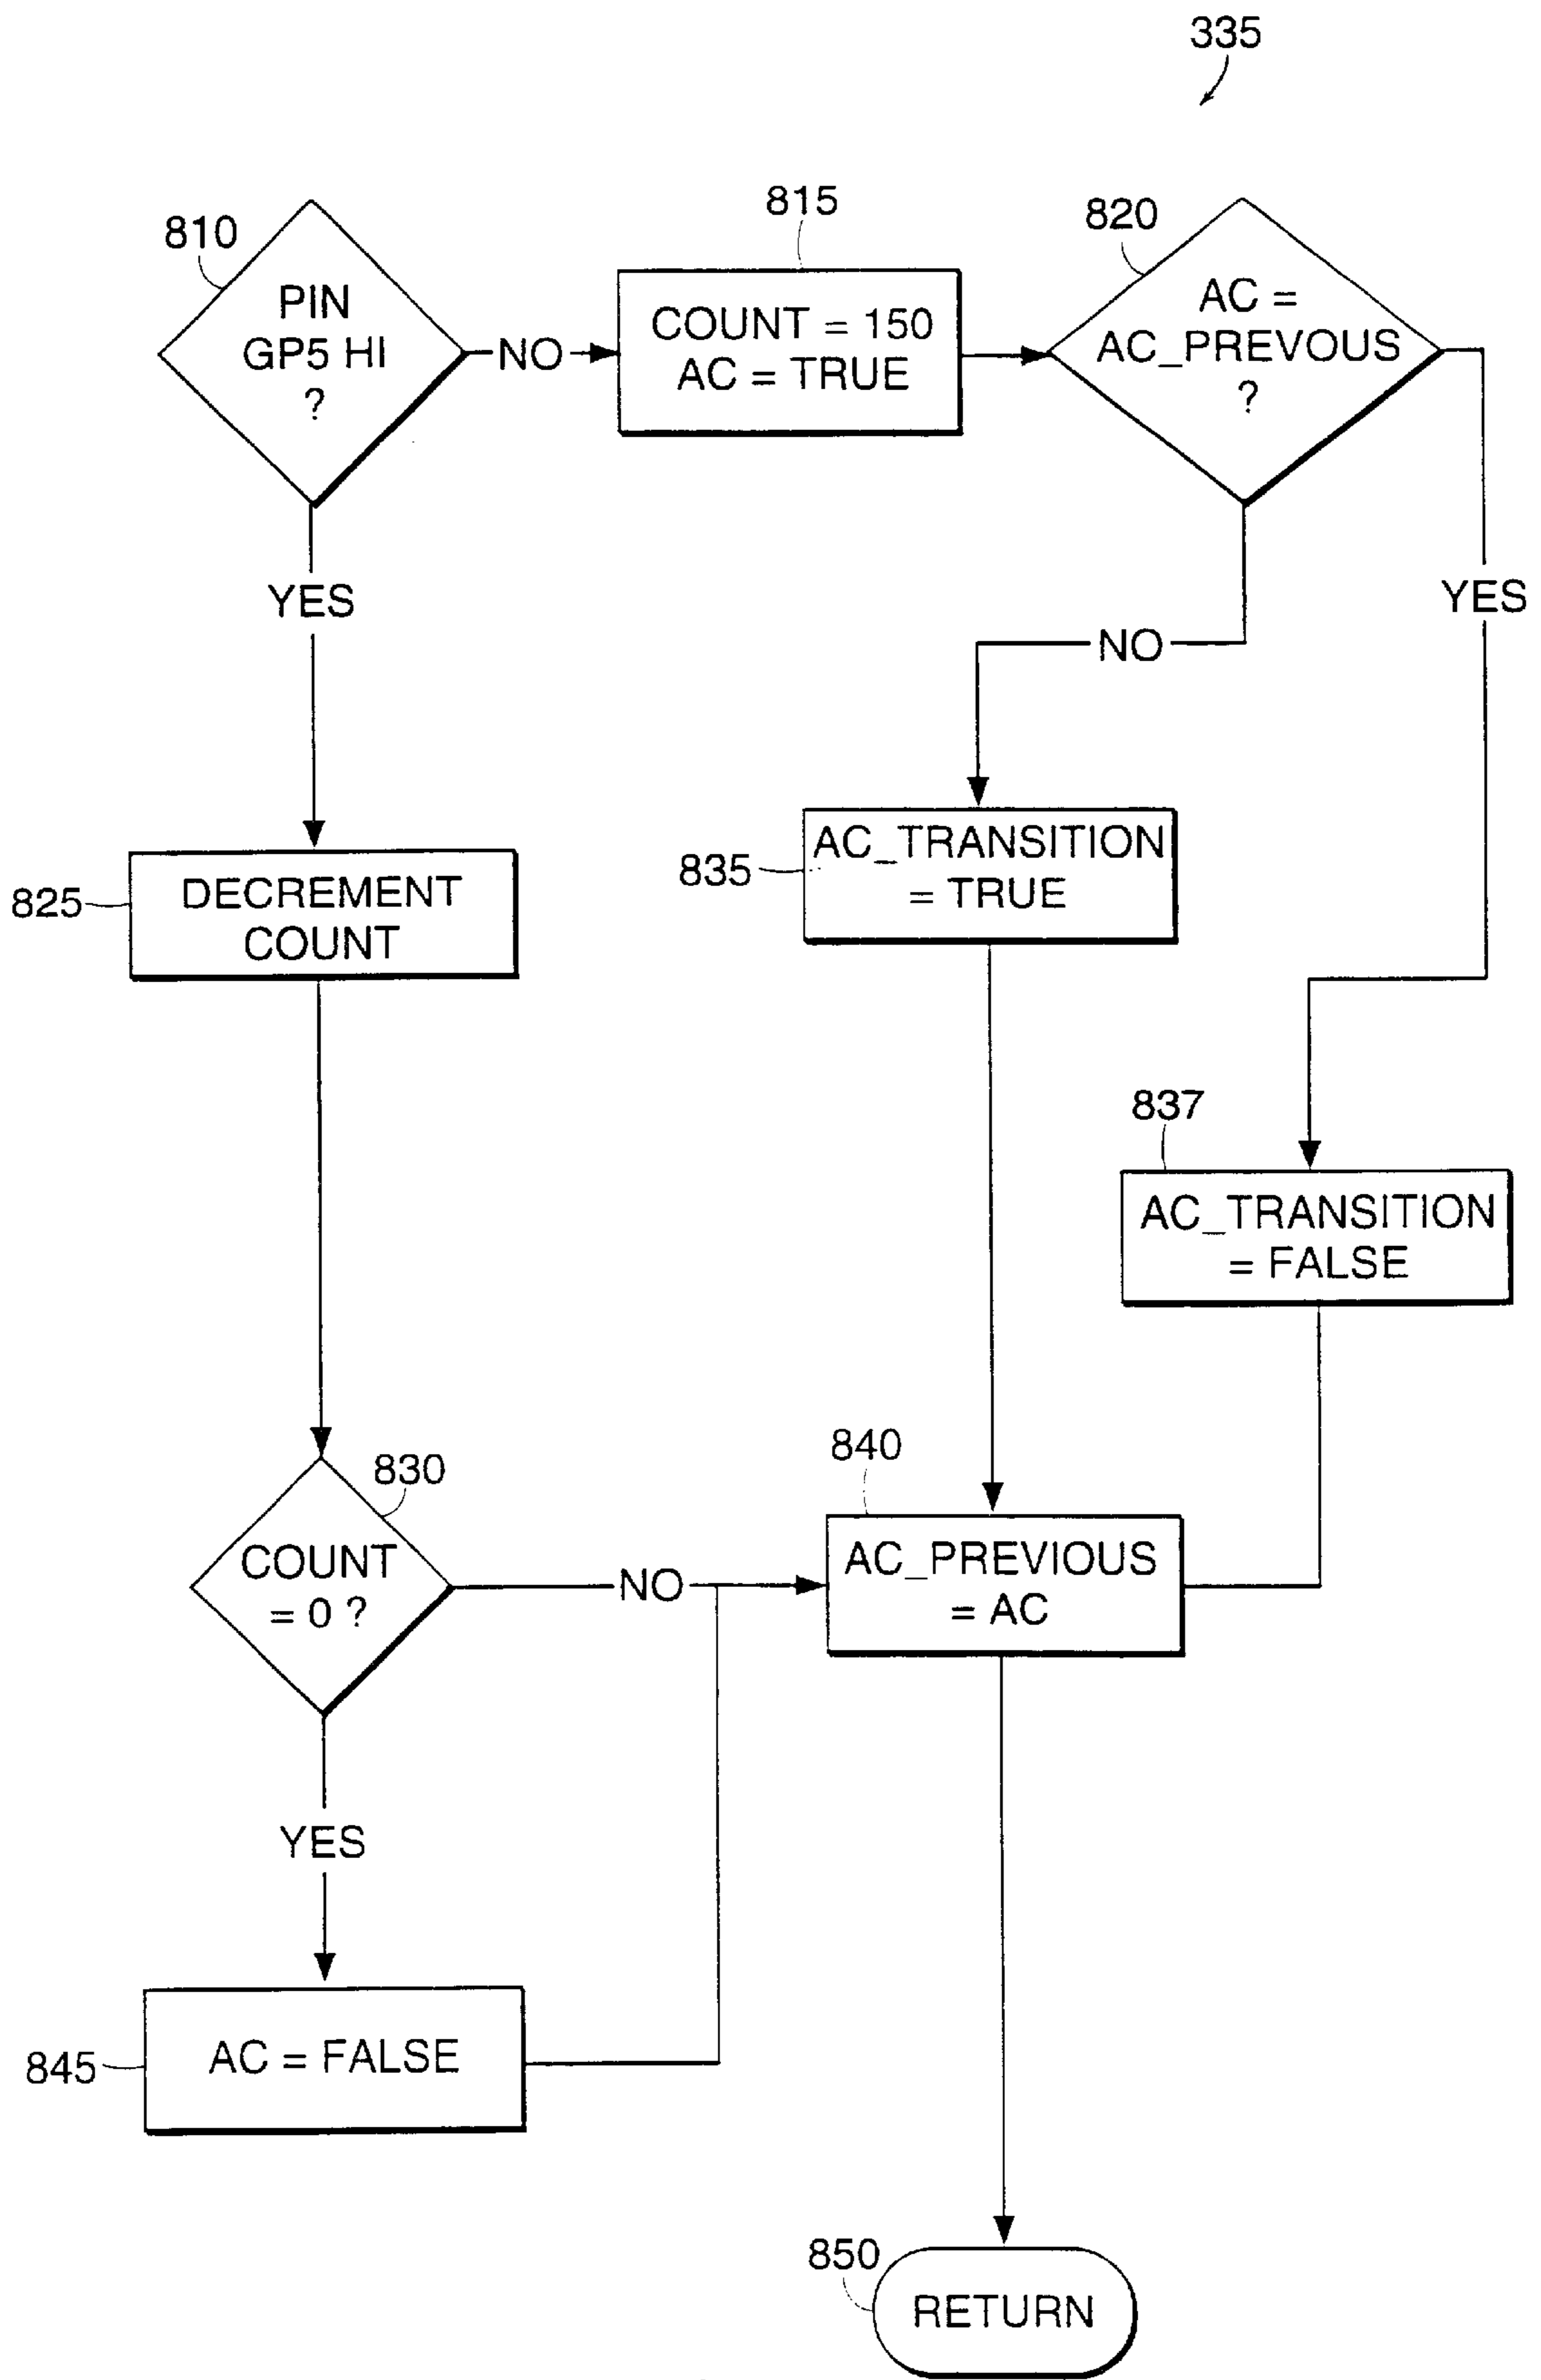 335
810
PIN
GP5 HI
?
NO
815
COUNT = 150
AC = TRUE
820
AC =
AC_PREVOUS
?
YES
NO
YES
825
DECREMENT
COUNT
835
AC_TRANSITION
= TRUE
837
AC_TRANSITION
= FALSE
830
COUNT
= 0 ?
NO
840
AC_PREVIOUS
= AC
YES
845
AC = FALSE
850
RETURN